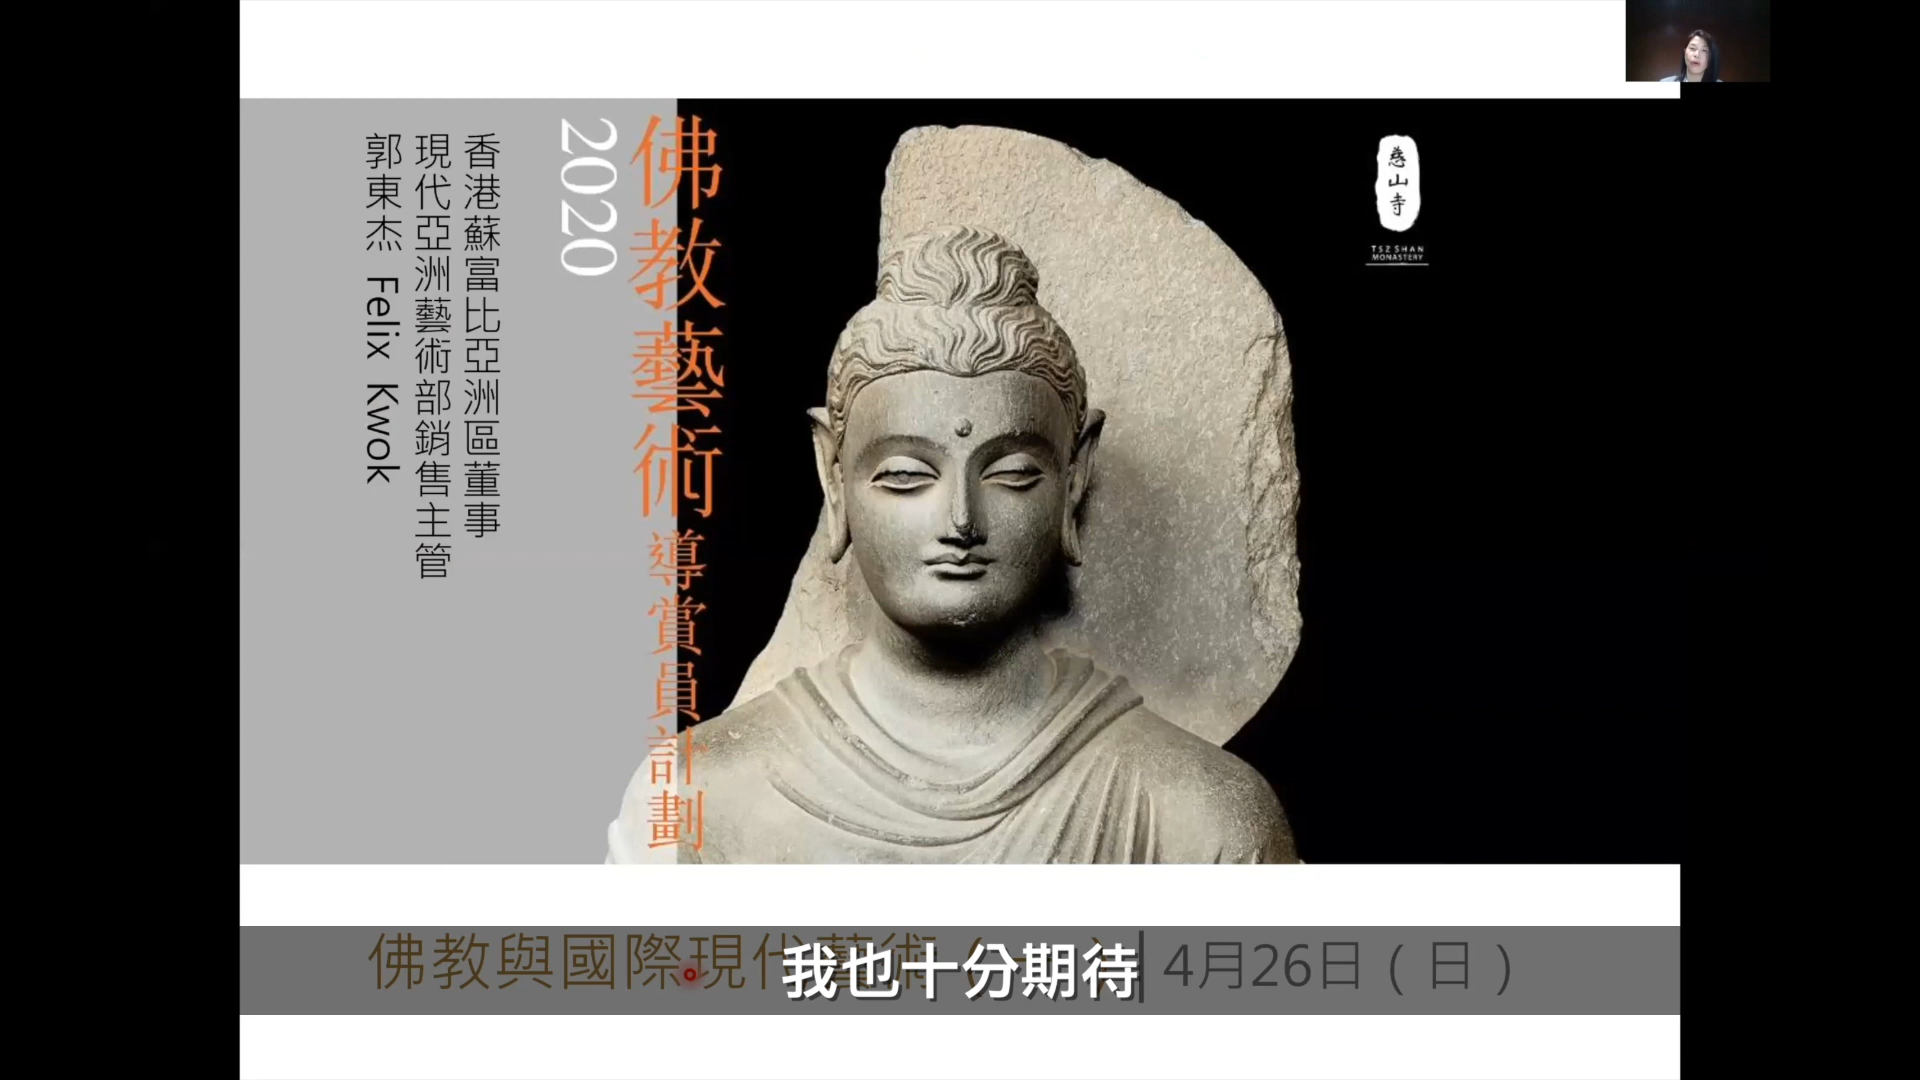 香港蘇富比亞洲區董事
現代亞洲藝術部銷售主管
郭東杰 Felix Kwok
2020
佛教藝術導賞員計劃
慈山寺
TSZ SHAN
MONASTERY
佛教與國際現代藝術
4月26日（日）
我也十分期待